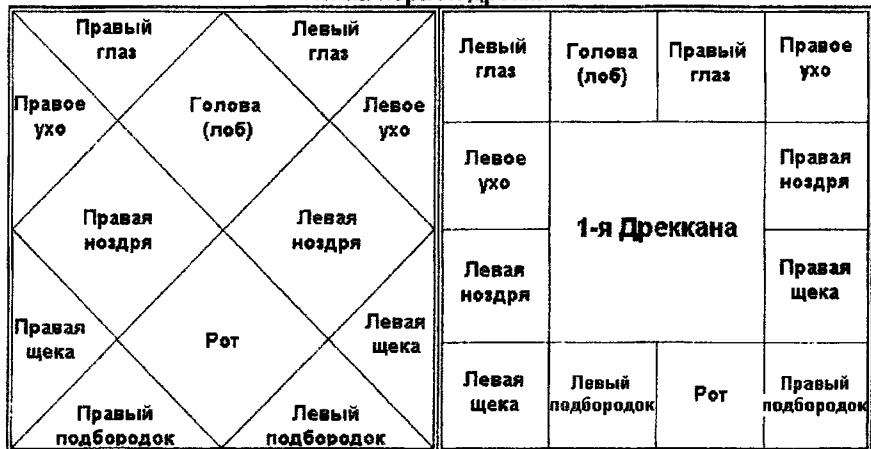 Правый
глаз
Левый
глаз
Правое
ухо
Голова
(лоб)
Левое
ухо
Правая
ноздря
Левая
ноздря
Правая
щека
Рот
Левая
щека
Правый
подбородок
Левый
подбородок
Левый
глаз
Голова
(лоб)
Правый
глаз
Правое
ухо
Левое
ухо
Правая
ноздря
1-я Дреккана
Левая
ноздря
Правая
щека
Левая
щека
Левый
подбородок
Рот
Правый
подбородок